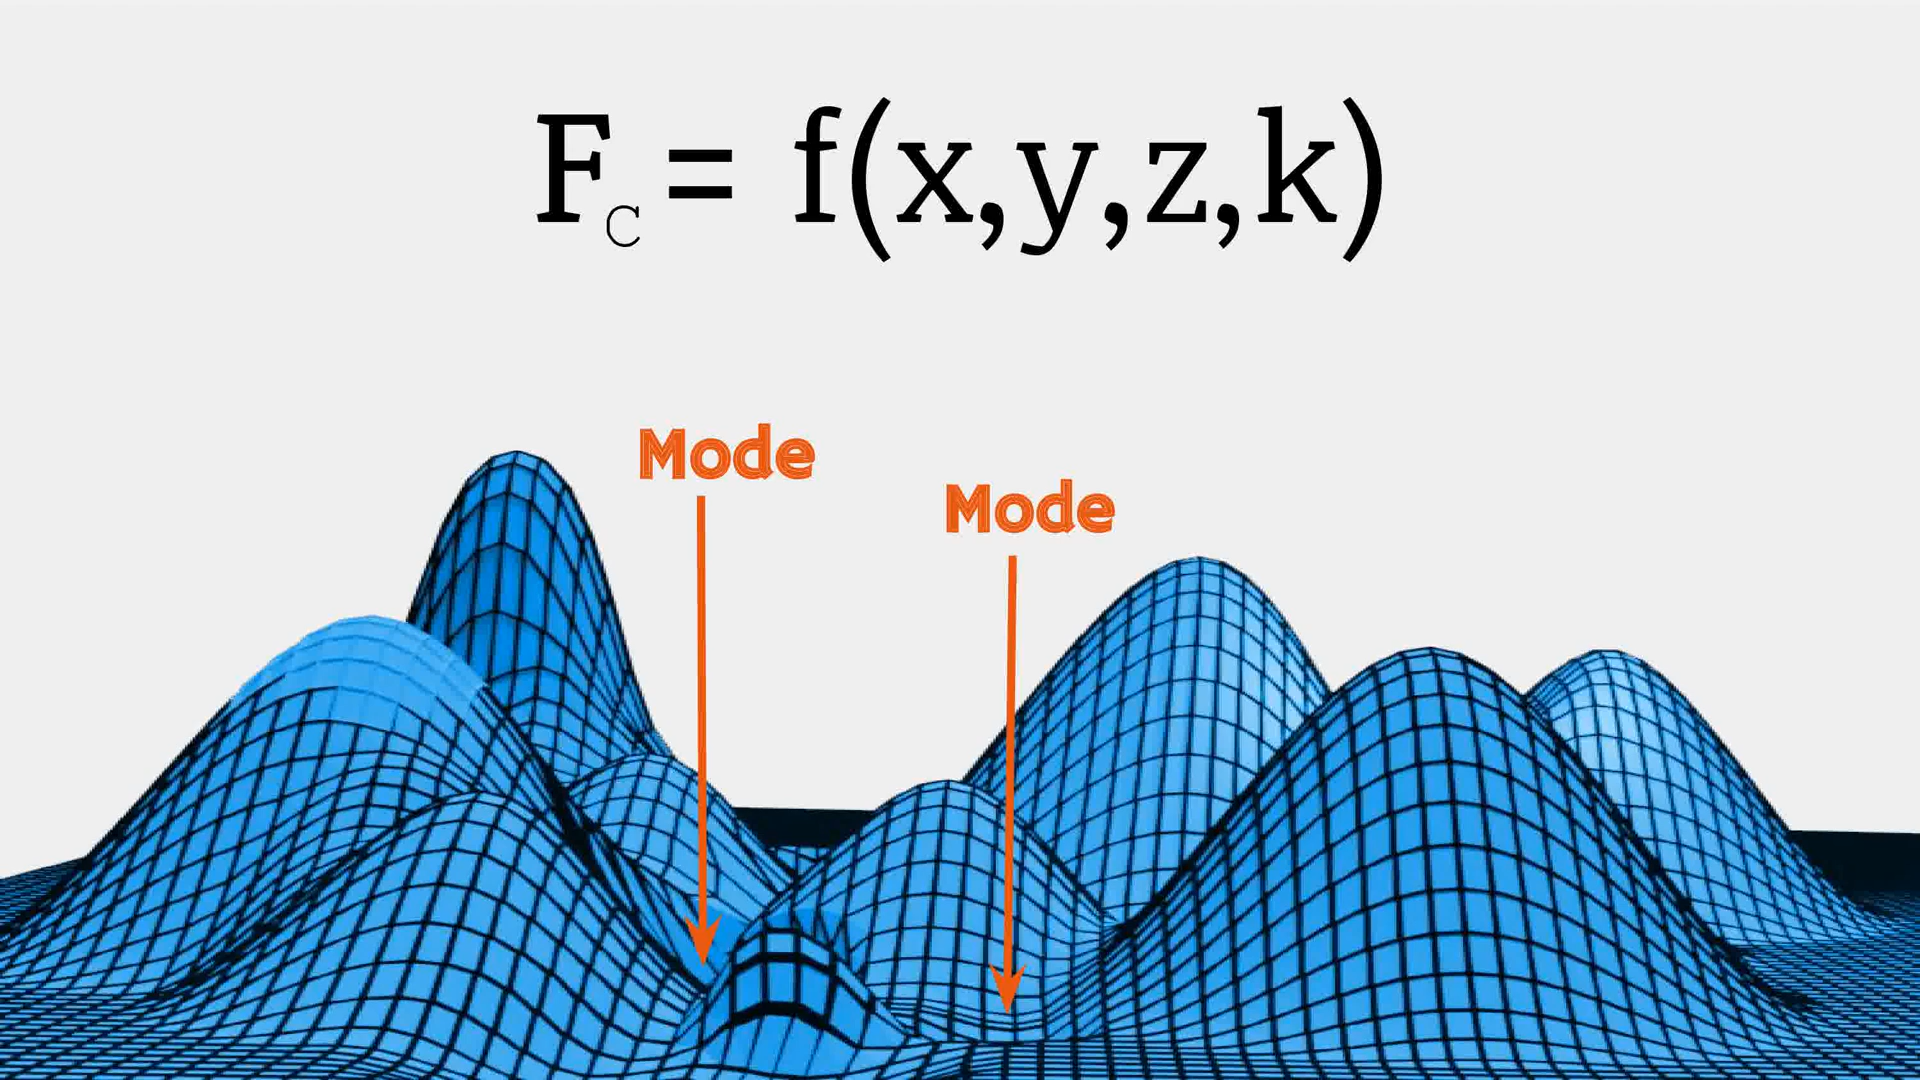 F_C = f(x,y,z,k)
Mode
Mode